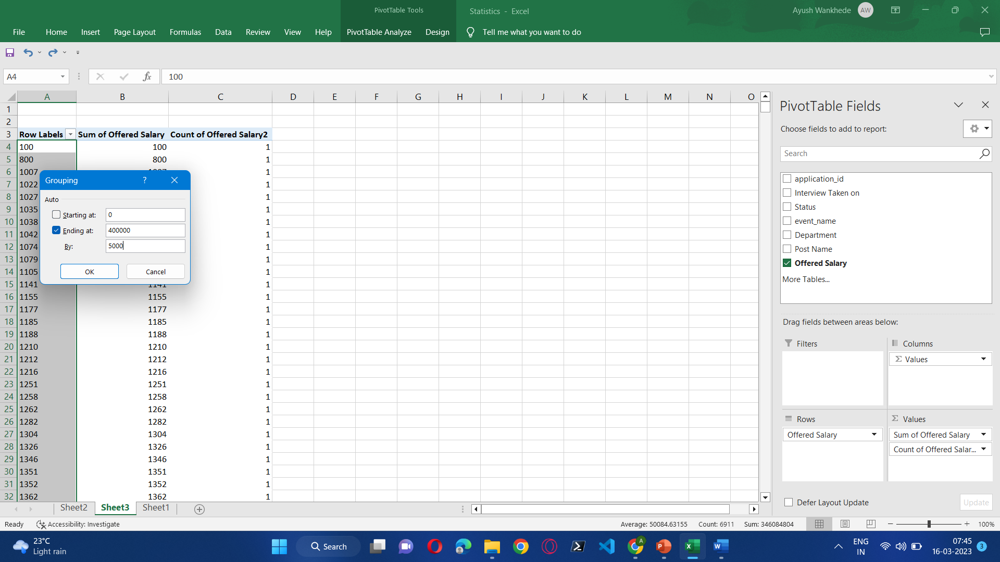 PivotTable Tools
Statistics - Excel
Ayush Wankhede AW
File Home Insert Page Layout Formulas Data Review View Help PivotTable Analyze Design Tell me what you want to do
A4 fx 100
A B C D E F G H I J K L M N O
1
2
3 Row Labels Sum of Offered Salary Count of Offered Salary2
4 100 100 1
5 800 800 1
6 1007 1
7 1022 1
8 1027 1
9 1035 1
10 1038 1
11 1042 1
12 1074 1
13 1079 1
14 1105 1
15 1141 1141 1
16 1155 1155 1
17 1177 1177 1
18 1185 1185 1
19 1188 1188 1
20 1210 1210 1
21 1212 1212 1
22 1216 1216 1
23 1251 1251 1
24 1258 1258 1
25 1262 1262 1
26 1282 1282 1
27 1304 1304 1
28 1326 1326 1
29 1346 1346 1
30 1351 1351 1
31 1352 1352 1
32 1362 1362 1
Grouping ?
Auto
Starting at: 0
Ending at: 400000
By: 5000
OK Cancel
PivotTable Fields
Choose fields to add to report:
Search
application_id
Interview Taken on
Status
event_name
Department
Post Name
Offered Salary
More Tables...
Drag fields between areas below:
Filters
Columns
Σ Values
Rows
Offered Salary
Σ Values
Sum of Offered Salary
Count of Offered Salar...
Defer Layout Update Update
Sheet2 Sheet3 Sheet1
Ready Accessibility: Investigate Average: 50084.63155 Count: 6911 Sum: 346084804 100%
23°C
Light rain
Search
A
ENG
IN
07:45
16-03-2023
3